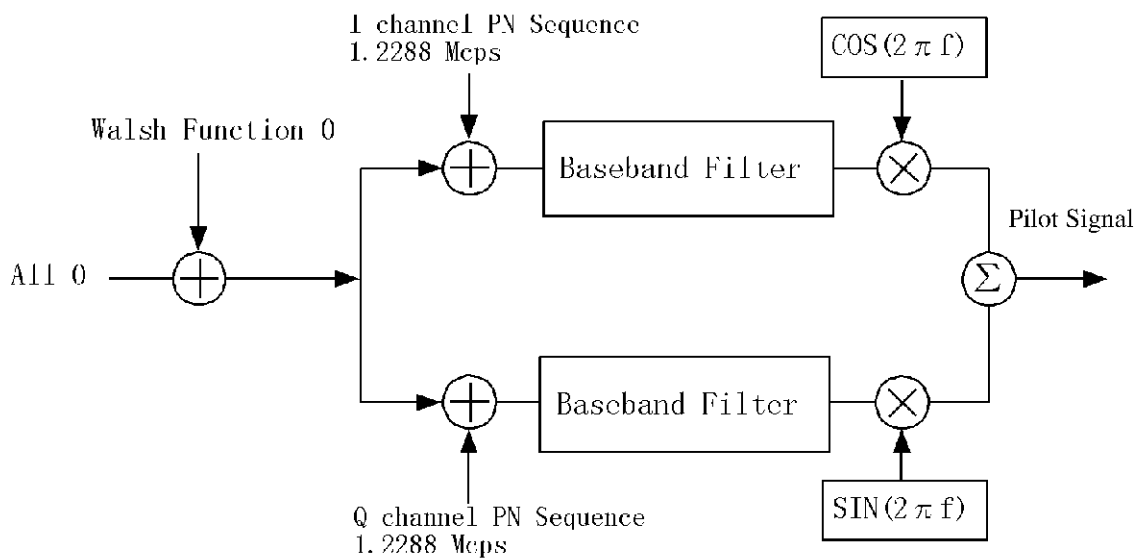 I channel PN Sequence
1.2288 Mcps
COS(2πf)
Walsh Function 0
Baseband Filter
Pilot Signal
All 0
Σ
Baseband Filter
SIN(2πf)
Q channel PN Sequence
1.2288 Mcps